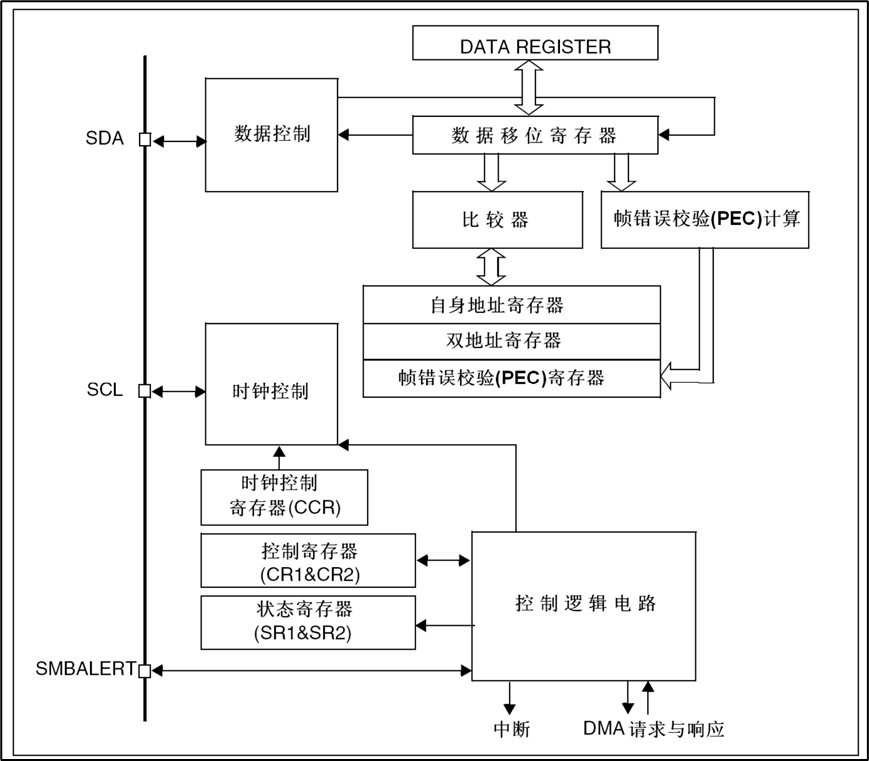 DATA REGISTER
SDA
数据控制
数据移位寄存器
比较器
帧错误校验(PEC)计算
自身地址寄存器
双地址寄存器
帧错误校验(PEC)寄存器
SCL
时钟控制
时钟控制
寄存器(CCR)
控制寄存器
(CR1&CR2)
控制逻辑电路
状态寄存器
(SR1&SR2)
SMBALERT
中断
DMA 请求与响应